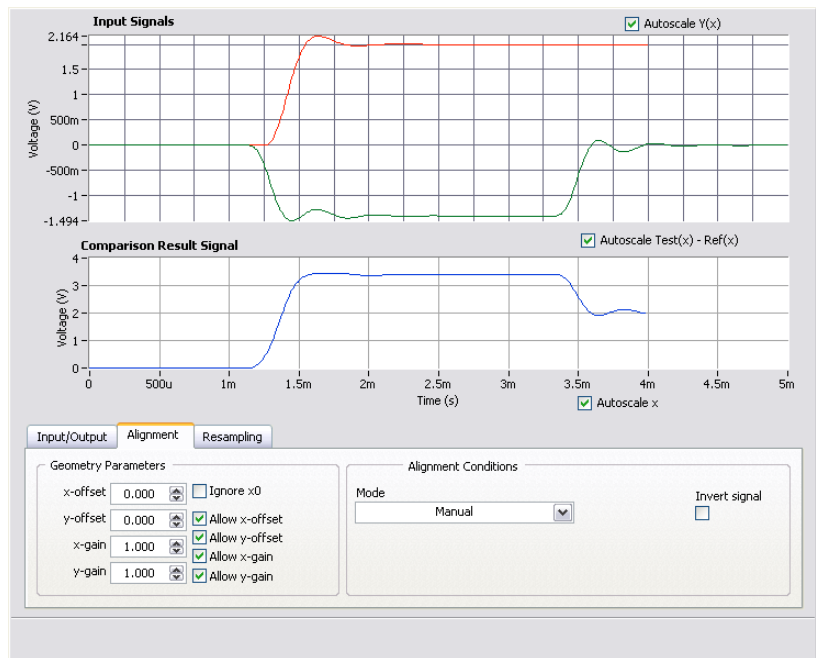 Input Signals
Autoscale Y(x)
Voltage (V)
2.164
1.5
1
500m
0
-500m
-1
-1.494
Comparison Result Signal
Autoscale Test(x) - Ref(x)
Voltage (V)
4
3
2
1
0
0 500u 1m 1.5m 2m 2.5m 3m 3.5m 4m 4.5m 5m
Time (s)
Autoscale x
Input/Output Alignment Resampling
Geometry Parameters
x-offset 0.000 Ignore x0
y-offset 0.000 Allow x-offset
Allow y-offset
x-gain 1.000 Allow x-gain
y-gain 1.000 Allow y-gain
Alignment Conditions
Mode
Manual
Invert signal